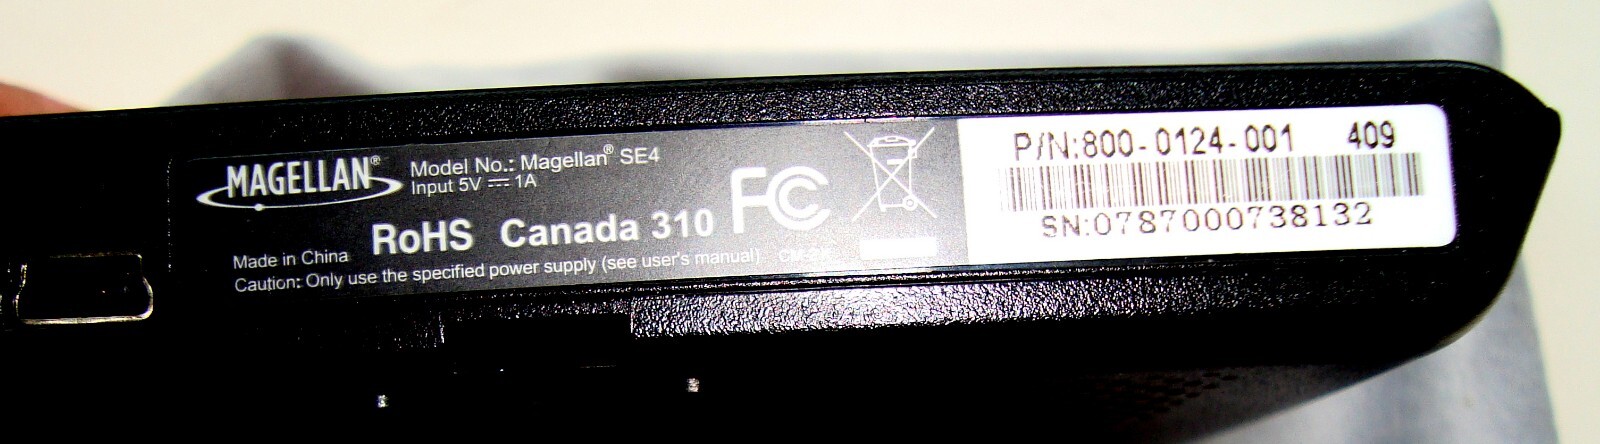 MAGELLAN®
Model No.: Magellan® SE4
Input 5V ⎓ 1A
RoHS Canada 310 FC
Made in China
Caution: Only use the specified power supply (see user's manual)
P/N:800-0124-001 409
SN:0787000738132